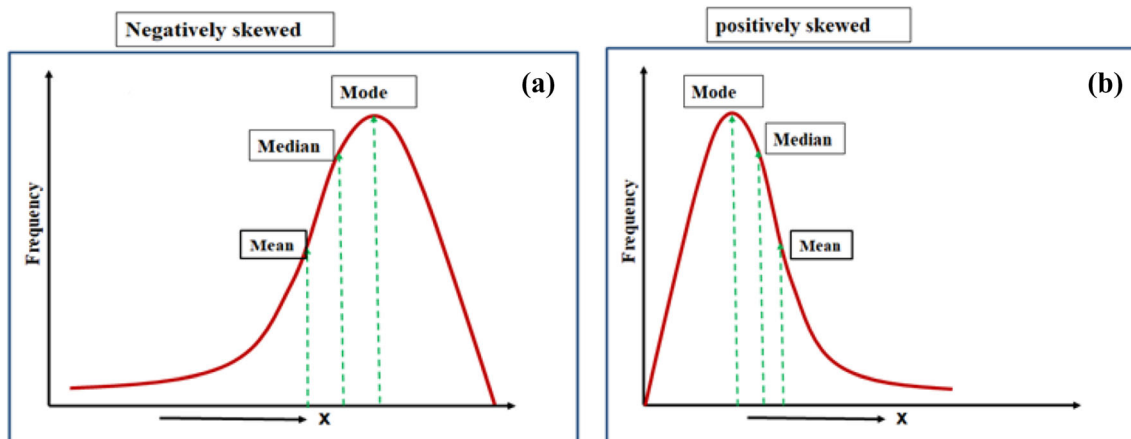 Negatively skewed
(a)
Mode
Median
Mean
Frequency
X
positively skewed
(b)
Mode
Median
Mean
Frequency
X